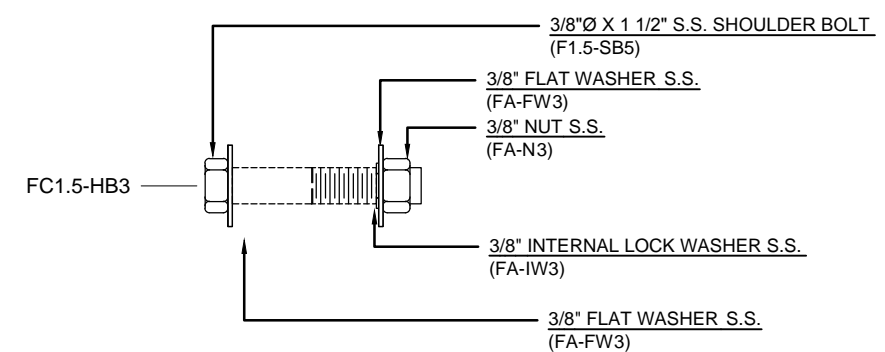 3/8"Ø X 1 1/2" S.S. SHOULDER BOLT
(F1.5-SB5)
3/8" FLAT WASHER S.S.
(FA-FW3)
3/8" NUT S.S.
(FA-N3)
FC1.5-HB3
3/8" INTERNAL LOCK WASHER S.S.
(FA-IW3)
3/8" FLAT WASHER S.S.
(FA-FW3)